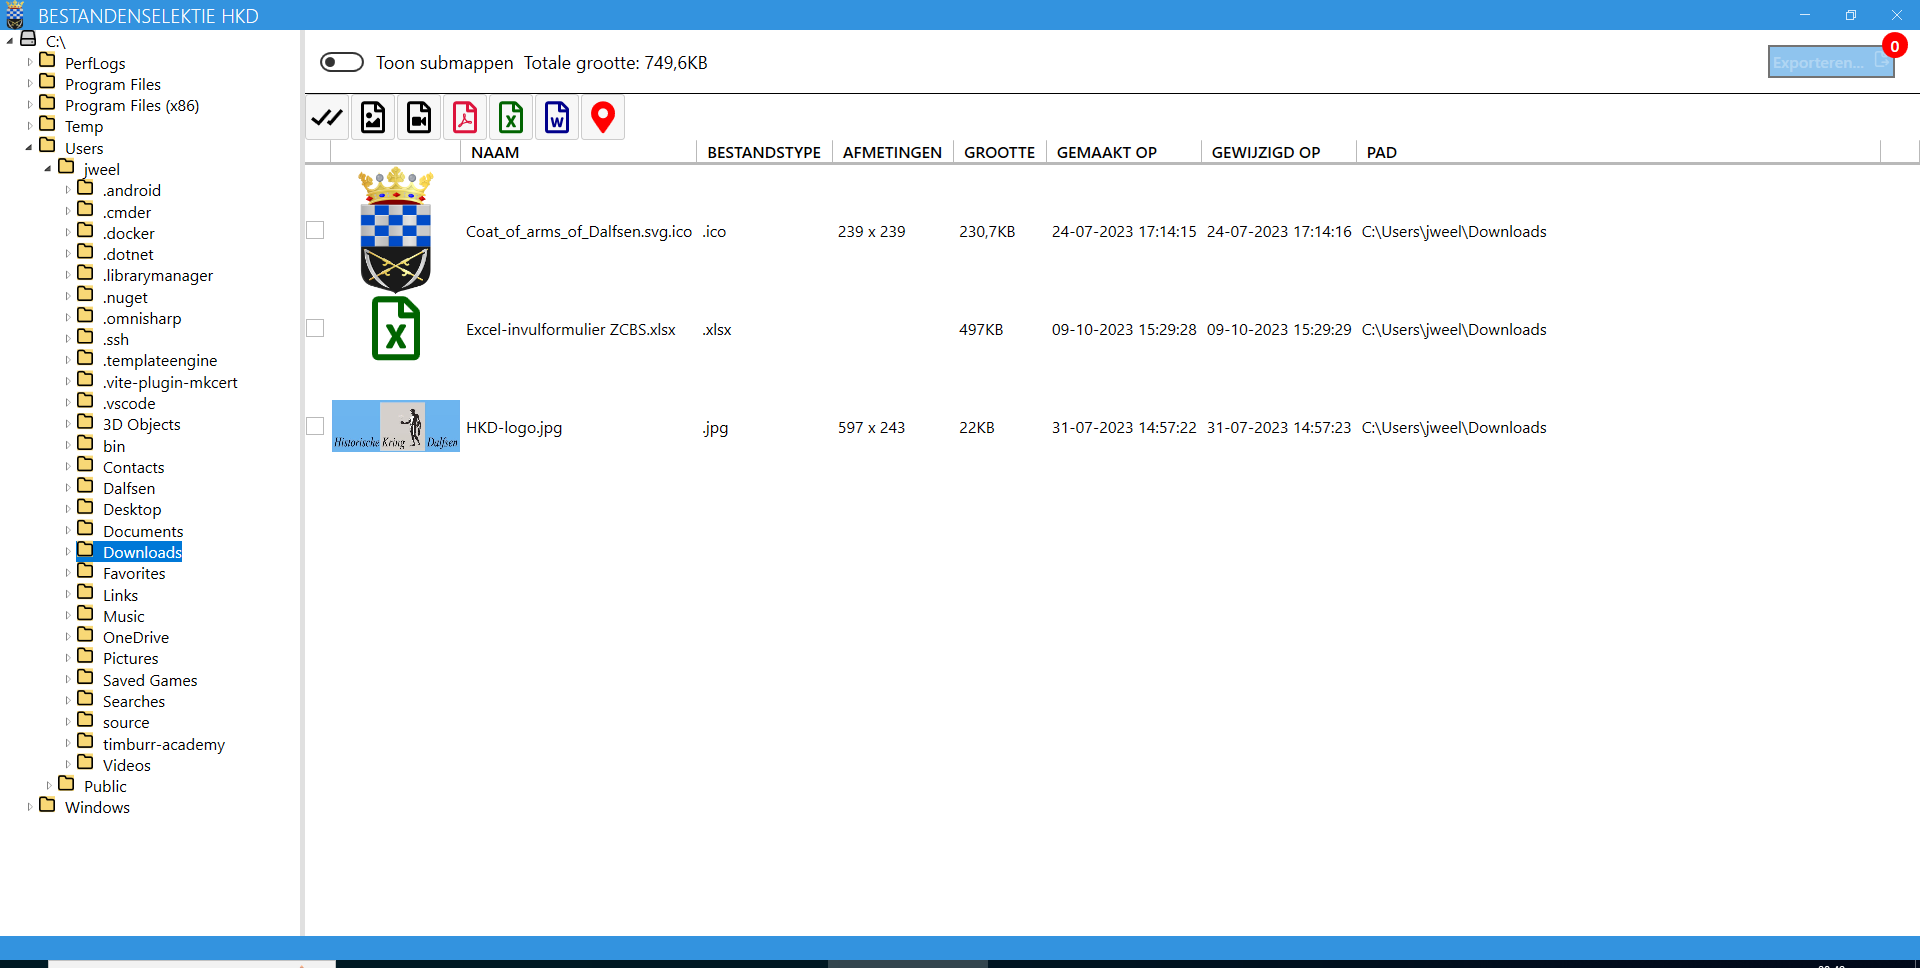 BESTANDENSELEKTIE HKD
C:\
PerfLogs
Program Files
Program Files (x86)
Temp
Users
jweel
.android
.cmder
.docker
.dotnet
.librarymanager
.nuget
.omnisharp
.ssh
.templateengine
.vite-plugin-mkcert
.vscode
3D Objects
bin
Contacts
Dalfsen
Desktop
Documents
Downloads
Favorites
Links
Music
OneDrive
Pictures
Saved Games
Searches
source
timburr-academy
Videos
Public
Windows
Toon submappen Totale grootte: 749,6KB
Exporteren...
0
NAAM BESTANDSTYPE AFMETINGEN GROOTTE GEMAAKT OP GEWIJZIGD OP PAD
Coat_of_arms_of_Dalfsen.svg.ico .ico 239 x 239 230,7KB 24-07-2023 17:14:15 24-07-2023 17:14:16 C:\Users\jweel\Downloads
X
Excel-invulformulier ZCBS.xlsx .xlsx 497KB 09-10-2023 15:29:28 09-10-2023 15:29:29 C:\Users\jweel\Downloads
Historische Kring Dalfsen
HKD-logo.jpg .jpg 597 x 243 22KB 31-07-2023 14:57:22 31-07-2023 14:57:23 C:\Users\jweel\Downloads